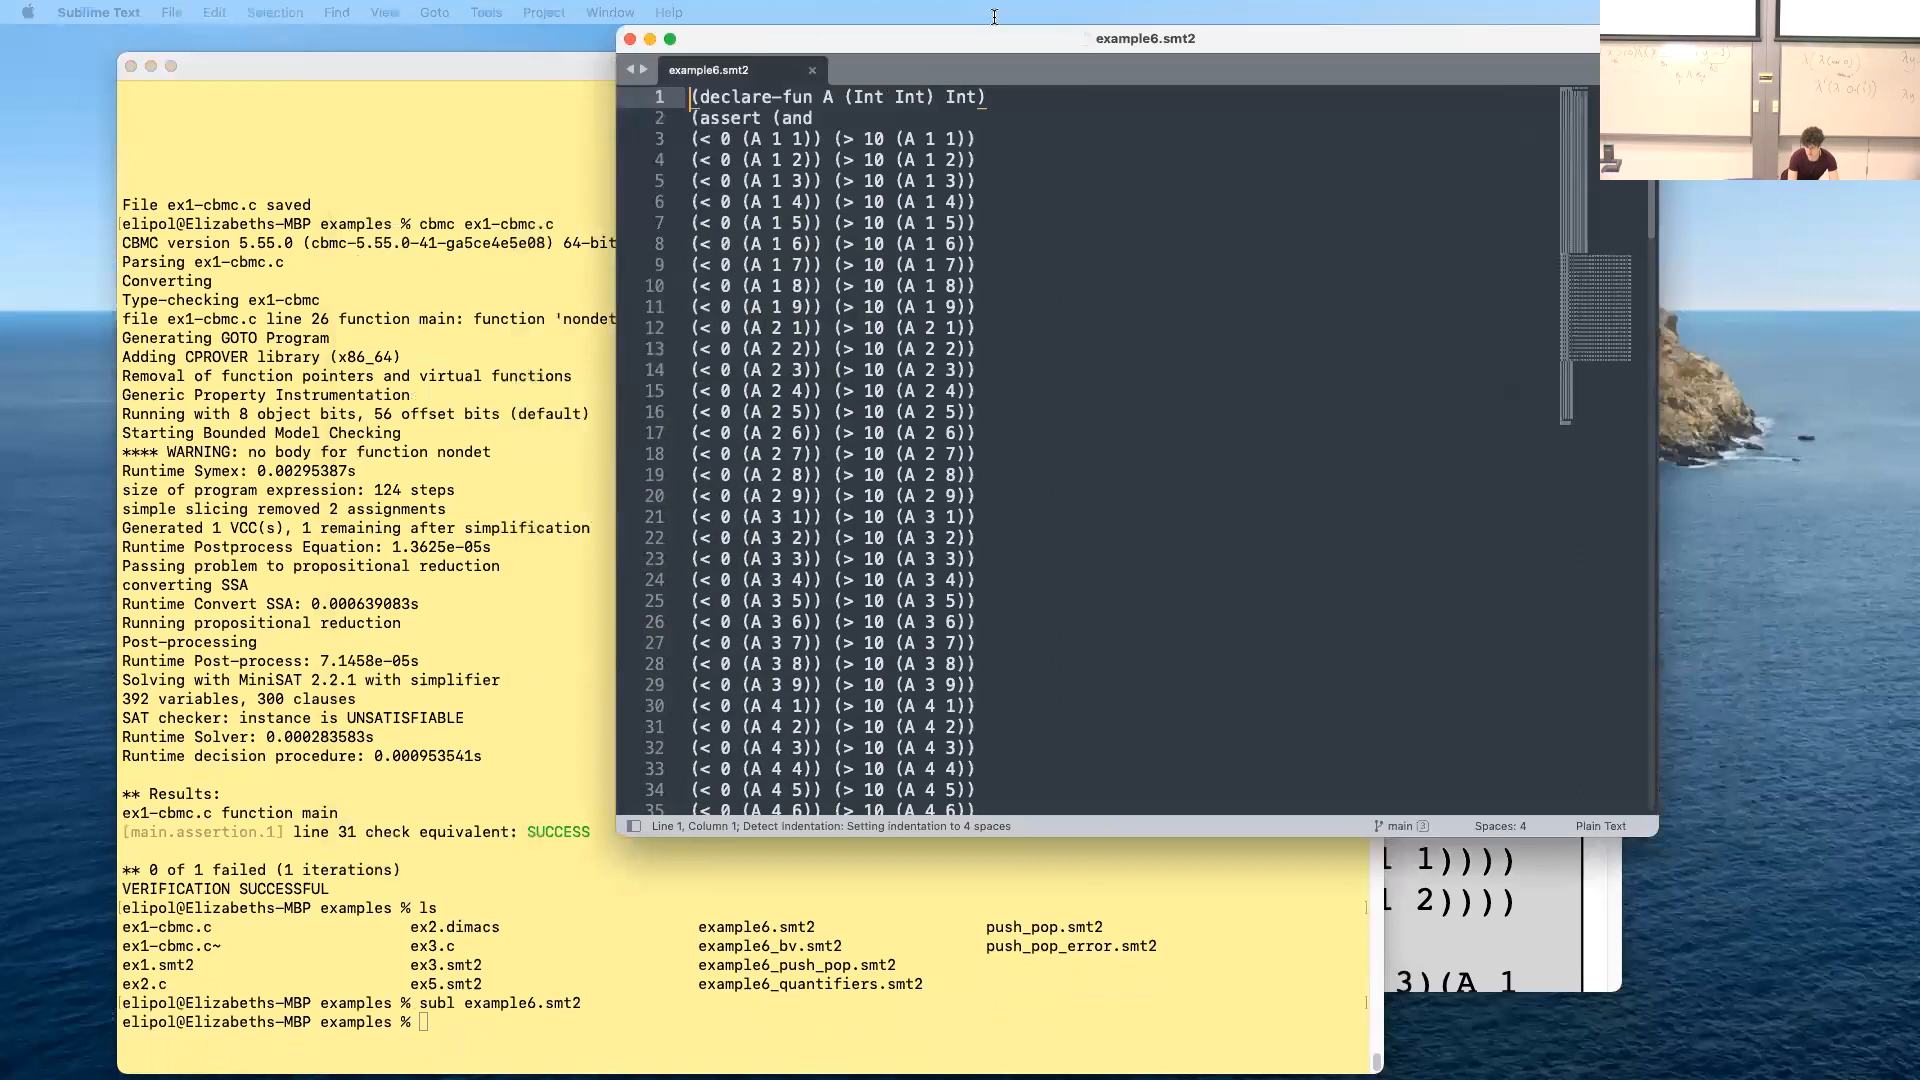 Sublime Text File Edit Selection Find View Goto Tools Project Window Help
File ex1-cbmc.c saved
[elipol@Elizabeths-MBP examples % cbmc ex1-cbmc.c
CBMC version 5.55.0 (cbmc-5.55.0-41-ga5ce4e5e08) 64-bit
Parsing ex1-cbmc.c
Converting
Type-checking ex1-cbmc
file ex1-cbmc.c line 26 function main: function 'nondet
Generating GOTO Program
Adding CPROVER library (x86_64)
Removal of function pointers and virtual functions
Generic Property Instrumentation
Running with 8 object bits, 56 offset bits (default)
Starting Bounded Model Checking
**** WARNING: no body for function nondet
Runtime Symex: 0.00295387s
size of program expression: 124 steps
simple slicing removed 2 assignments
Generated 1 VCC(s), 1 remaining after simplification
Runtime Postprocess Equation: 1.3625e-05s
Passing problem to propositional reduction
converting SSA
Runtime Convert SSA: 0.000639083s
Running propositional reduction
Post-processing
Runtime Post-process: 7.1458e-05s
Solving with MiniSAT 2.2.1 with simplifier
392 variables, 300 clauses
SAT checker: instance is UNSATISFIABLE
Runtime Solver: 0.000283583s
Runtime decision procedure: 0.000953541s
** Results:
ex1-cbmc.c function main
[main.assertion.1] line 31 check equivalent: SUCCESS
** 0 of 1 failed (1 iterations)
VERIFICATION SUCCESSFUL
[elipol@Elizabeths-MBP examples % ls ]
ex1-cbmc.c ex2.dimacs example6.smt2 push_pop.smt2
ex1-cbmc.c~ ex3.c example6_bv.smt2 push_pop_error.smt2
ex1.smt2 ex3.smt2 example6_push_pop.smt2
ex2.c ex5.smt2 example6_quantifiers.smt2
[elipol@Elizabeths-MBP examples % subl example6.smt2 ]
elipol@Elizabeths-MBP examples %
example6.smt2
example6.smt2 ×
1 (declare-fun A (Int Int) Int)
2 (assert (and
3 (< 0 (A 1 1)) (> 10 (A 1 1))
4 (< 0 (A 1 2)) (> 10 (A 1 2))
5 (< 0 (A 1 3)) (> 10 (A 1 3))
6 (< 0 (A 1 4)) (> 10 (A 1 4))
7 (< 0 (A 1 5)) (> 10 (A 1 5))
8 (< 0 (A 1 6)) (> 10 (A 1 6))
9 (< 0 (A 1 7)) (> 10 (A 1 7))
10 (< 0 (A 1 8)) (> 10 (A 1 8))
11 (< 0 (A 1 9)) (> 10 (A 1 9))
12 (< 0 (A 2 1)) (> 10 (A 2 1))
13 (< 0 (A 2 2)) (> 10 (A 2 2))
14 (< 0 (A 2 3)) (> 10 (A 2 3))
15 (< 0 (A 2 4)) (> 10 (A 2 4))
16 (< 0 (A 2 5)) (> 10 (A 2 5))
17 (< 0 (A 2 6)) (> 10 (A 2 6))
18 (< 0 (A 2 7)) (> 10 (A 2 7))
19 (< 0 (A 2 8)) (> 10 (A 2 8))
20 (< 0 (A 2 9)) (> 10 (A 2 9))
21 (< 0 (A 3 1)) (> 10 (A 3 1))
22 (< 0 (A 3 2)) (> 10 (A 3 2))
23 (< 0 (A 3 3)) (> 10 (A 3 3))
24 (< 0 (A 3 4)) (> 10 (A 3 4))
25 (< 0 (A 3 5)) (> 10 (A 3 5))
26 (< 0 (A 3 6)) (> 10 (A 3 6))
27 (< 0 (A 3 7)) (> 10 (A 3 7))
28 (< 0 (A 3 8)) (> 10 (A 3 8))
29 (< 0 (A 3 9)) (> 10 (A 3 9))
30 (< 0 (A 4 1)) (> 10 (A 4 1))
31 (< 0 (A 4 2)) (> 10 (A 4 2))
32 (< 0 (A 4 3)) (> 10 (A 4 3))
33 (< 0 (A 4 4)) (> 10 (A 4 4))
34 (< 0 (A 4 5)) (> 10 (A 4 5))
35 (< 0 (A 4 6)) (> 10 (A 4 6))
Line 1, Column 1; Detect Indentation: Setting indentation to 4 spaces main 3 Spaces: 4 Plain Text
1 1))))
1 2))))
3)(A 1